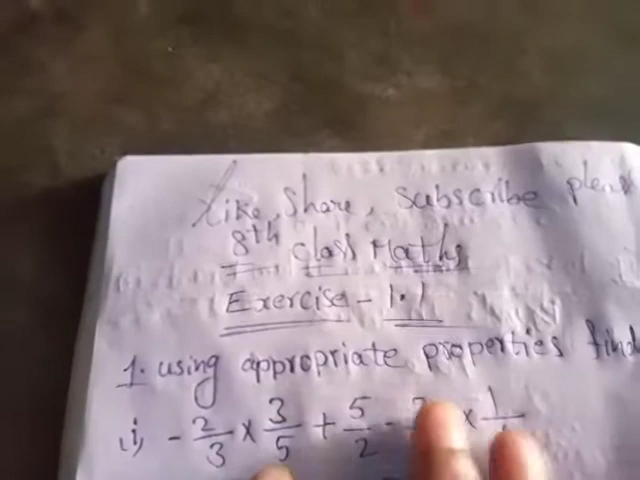 Like, Share, Subscribe
8th class Maths
Exercise - 1.1
1. using appropriate properties find
(i) - 2/3 × 3/5 + 5/2 - × 1